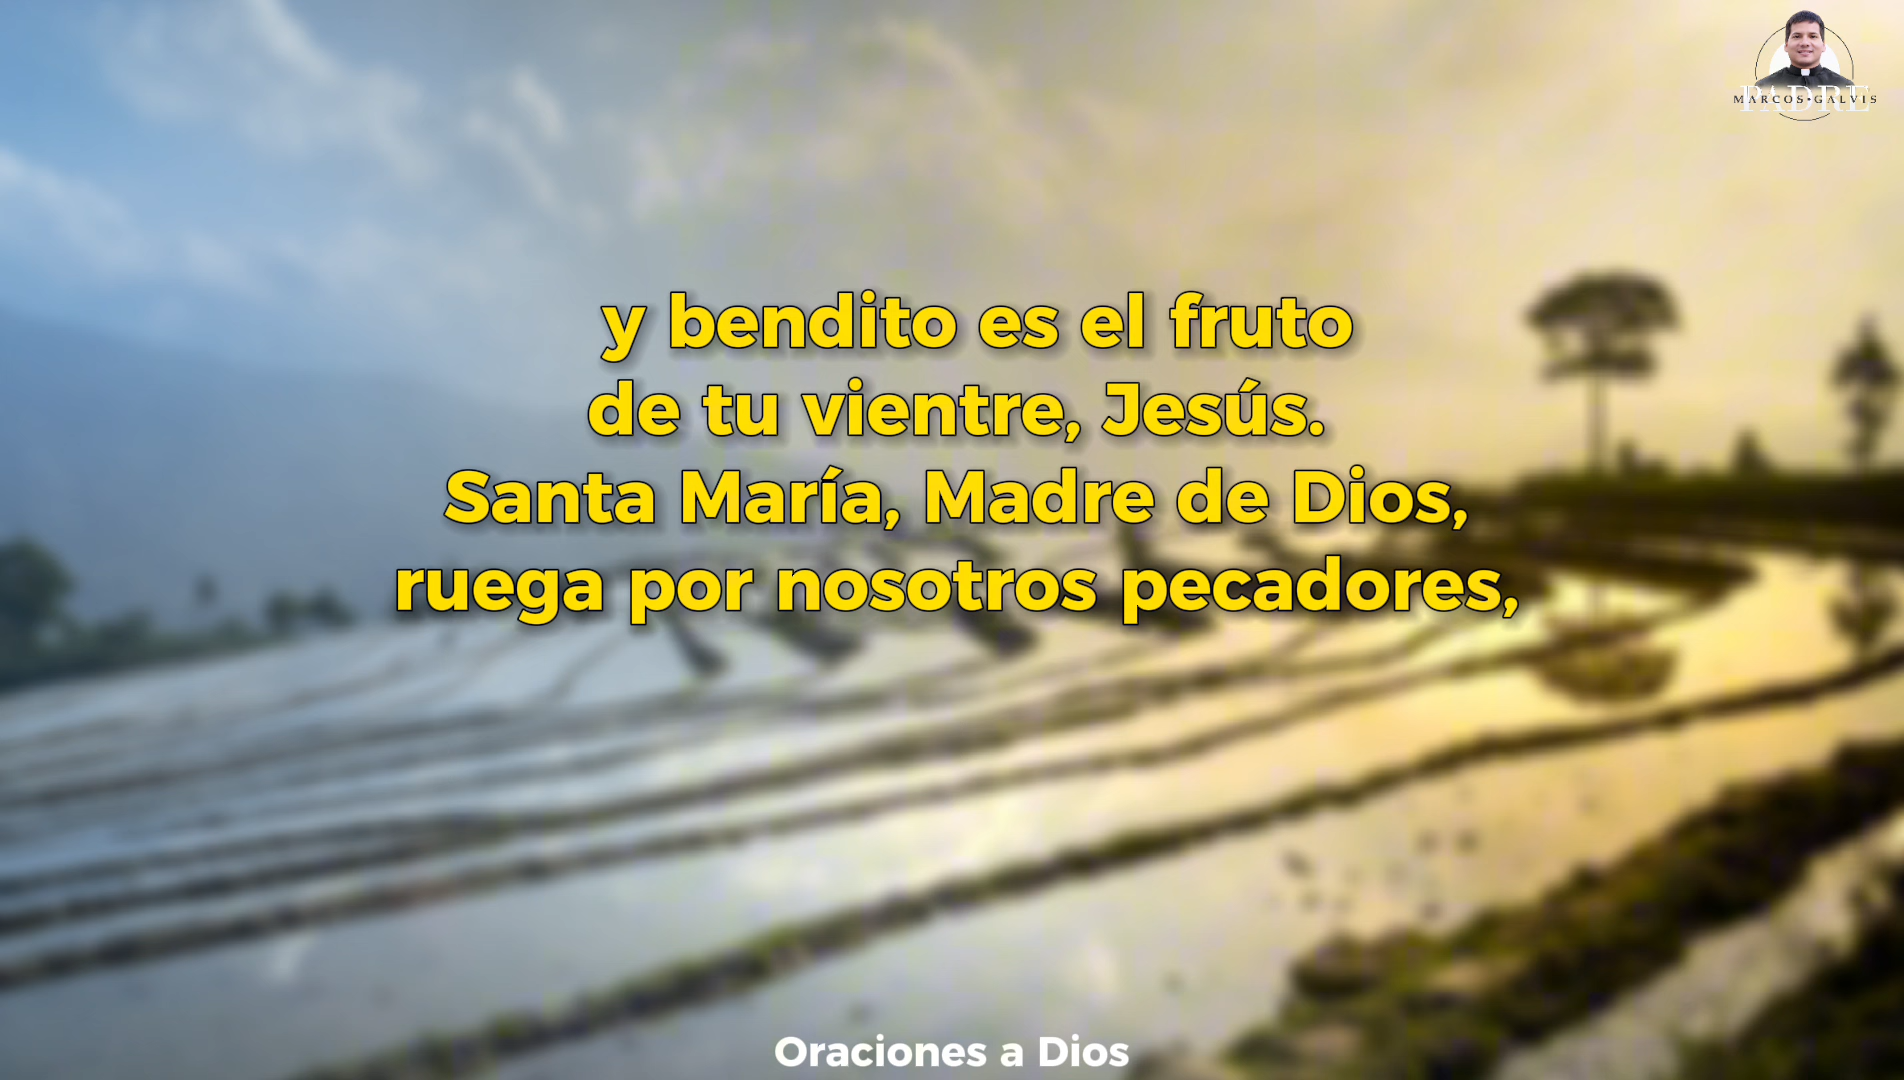 PADRE
MARCOS•GALVIS
y bendito es el fruto
de tu vientre, Jesús.
Santa María, Madre de Dios,
ruega por nosotros pecadores,
Oraciones a Dios